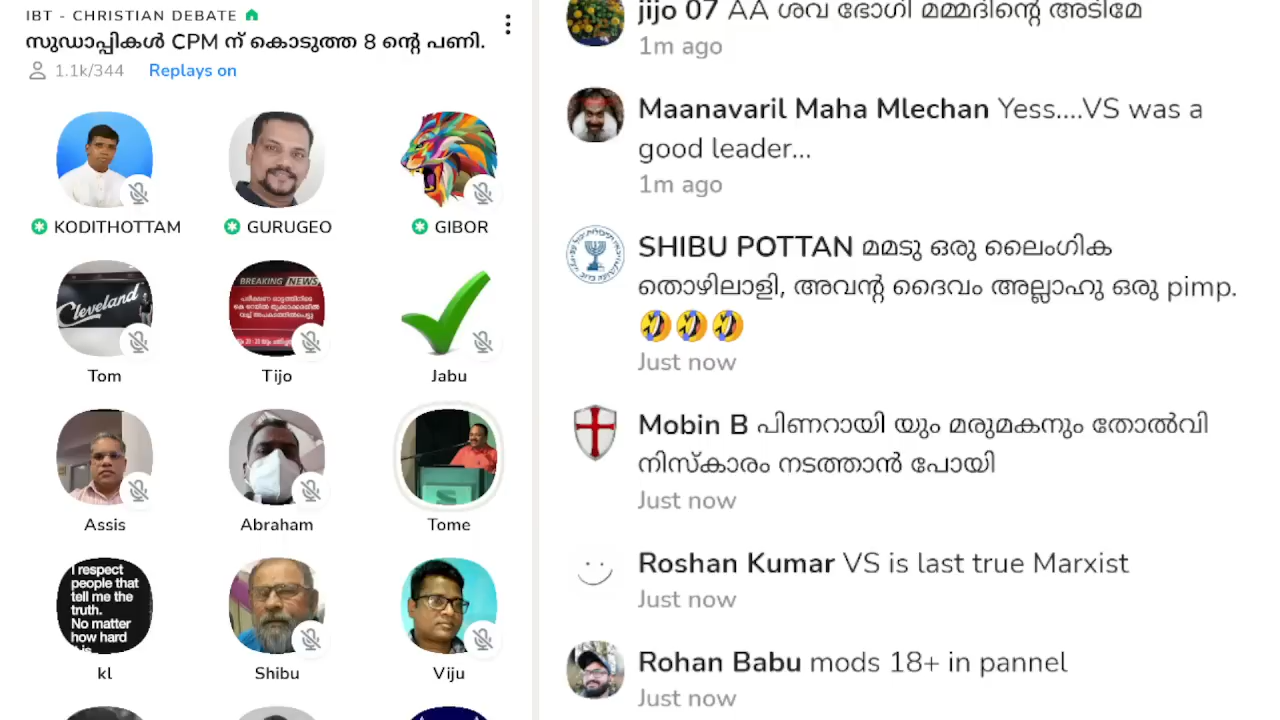 IBT - CHRISTIAN DEBATE
സുഡാപ്പികൾ CPM ന് കൊടുത്ത 8 ന്റെ പണി.
1.1k/344 Replays on
KODITHOTTAM GURUGEO GIBOR
Cleveland
BREAKING NEWS
Tom Tijo Jabu
Assis Abraham Tome
I respect
people that
tell me the
truth.
No matter
how hard
it is
kl Shibu Viju
jijo 07 AA ശവ ഭോഗി മമ്മദിന്റെ അടിമേ
1m ago
Maanavaril Maha Mlechan Yess....VS was a
good leader...
1m ago
SHIBU POTTAN മമടു ഒരു ലൈംഗിക
തൊഴിലാളി, അവന്റ ദൈവം അല്ലാഹു ഒരു pimp.
🤣🤣🤣
Just now
Mobin B പിണറായി യും മരുമകനും തോൽവി
നിസ്കാരം നടത്താൻ പോയി
Just now
Roshan Kumar VS is last true Marxist
Just now
Rohan Babu mods 18+ in pannel
Just now